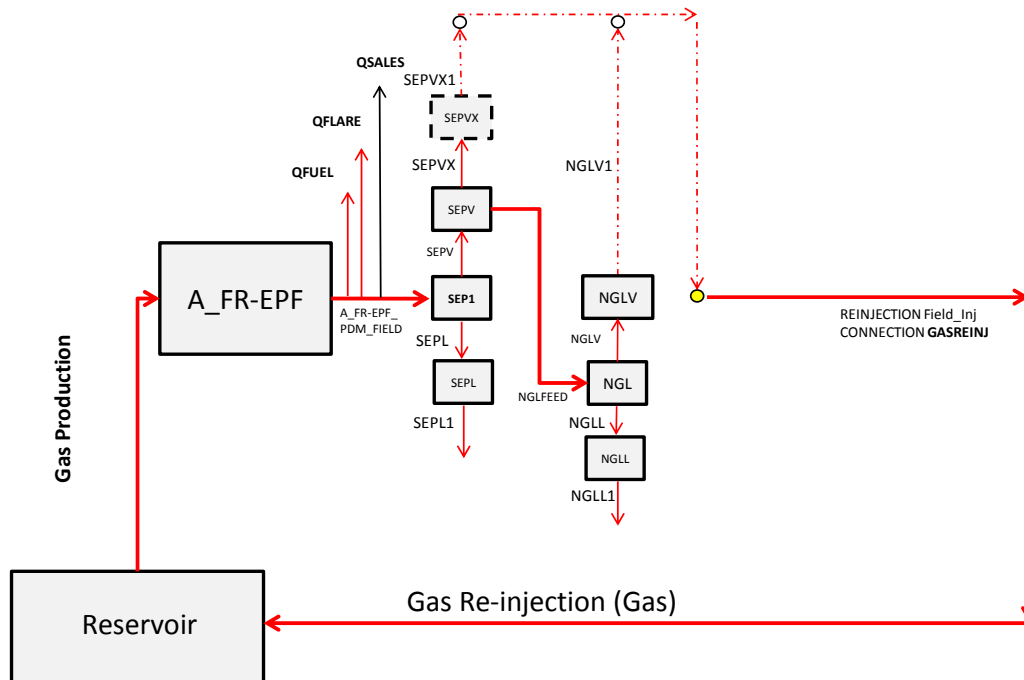 QSALES
SEPVX1
QFLARE
SEPVX
QFUEL
SEPVX
NGLV1
SEPV
SEPV
A_FR-EPF
SEP1
NGLV
A_FR-EPF_
PDM_FIELD
REINJECTION Field_Inj
CONNECTION GASREINJ
SEPL
NGLV
SEPL
NGL
NGLFEED
SEPL1
NGLL
NGLL
NGLL1
Gas Production
Gas Re-injection (Gas)
Reservoir